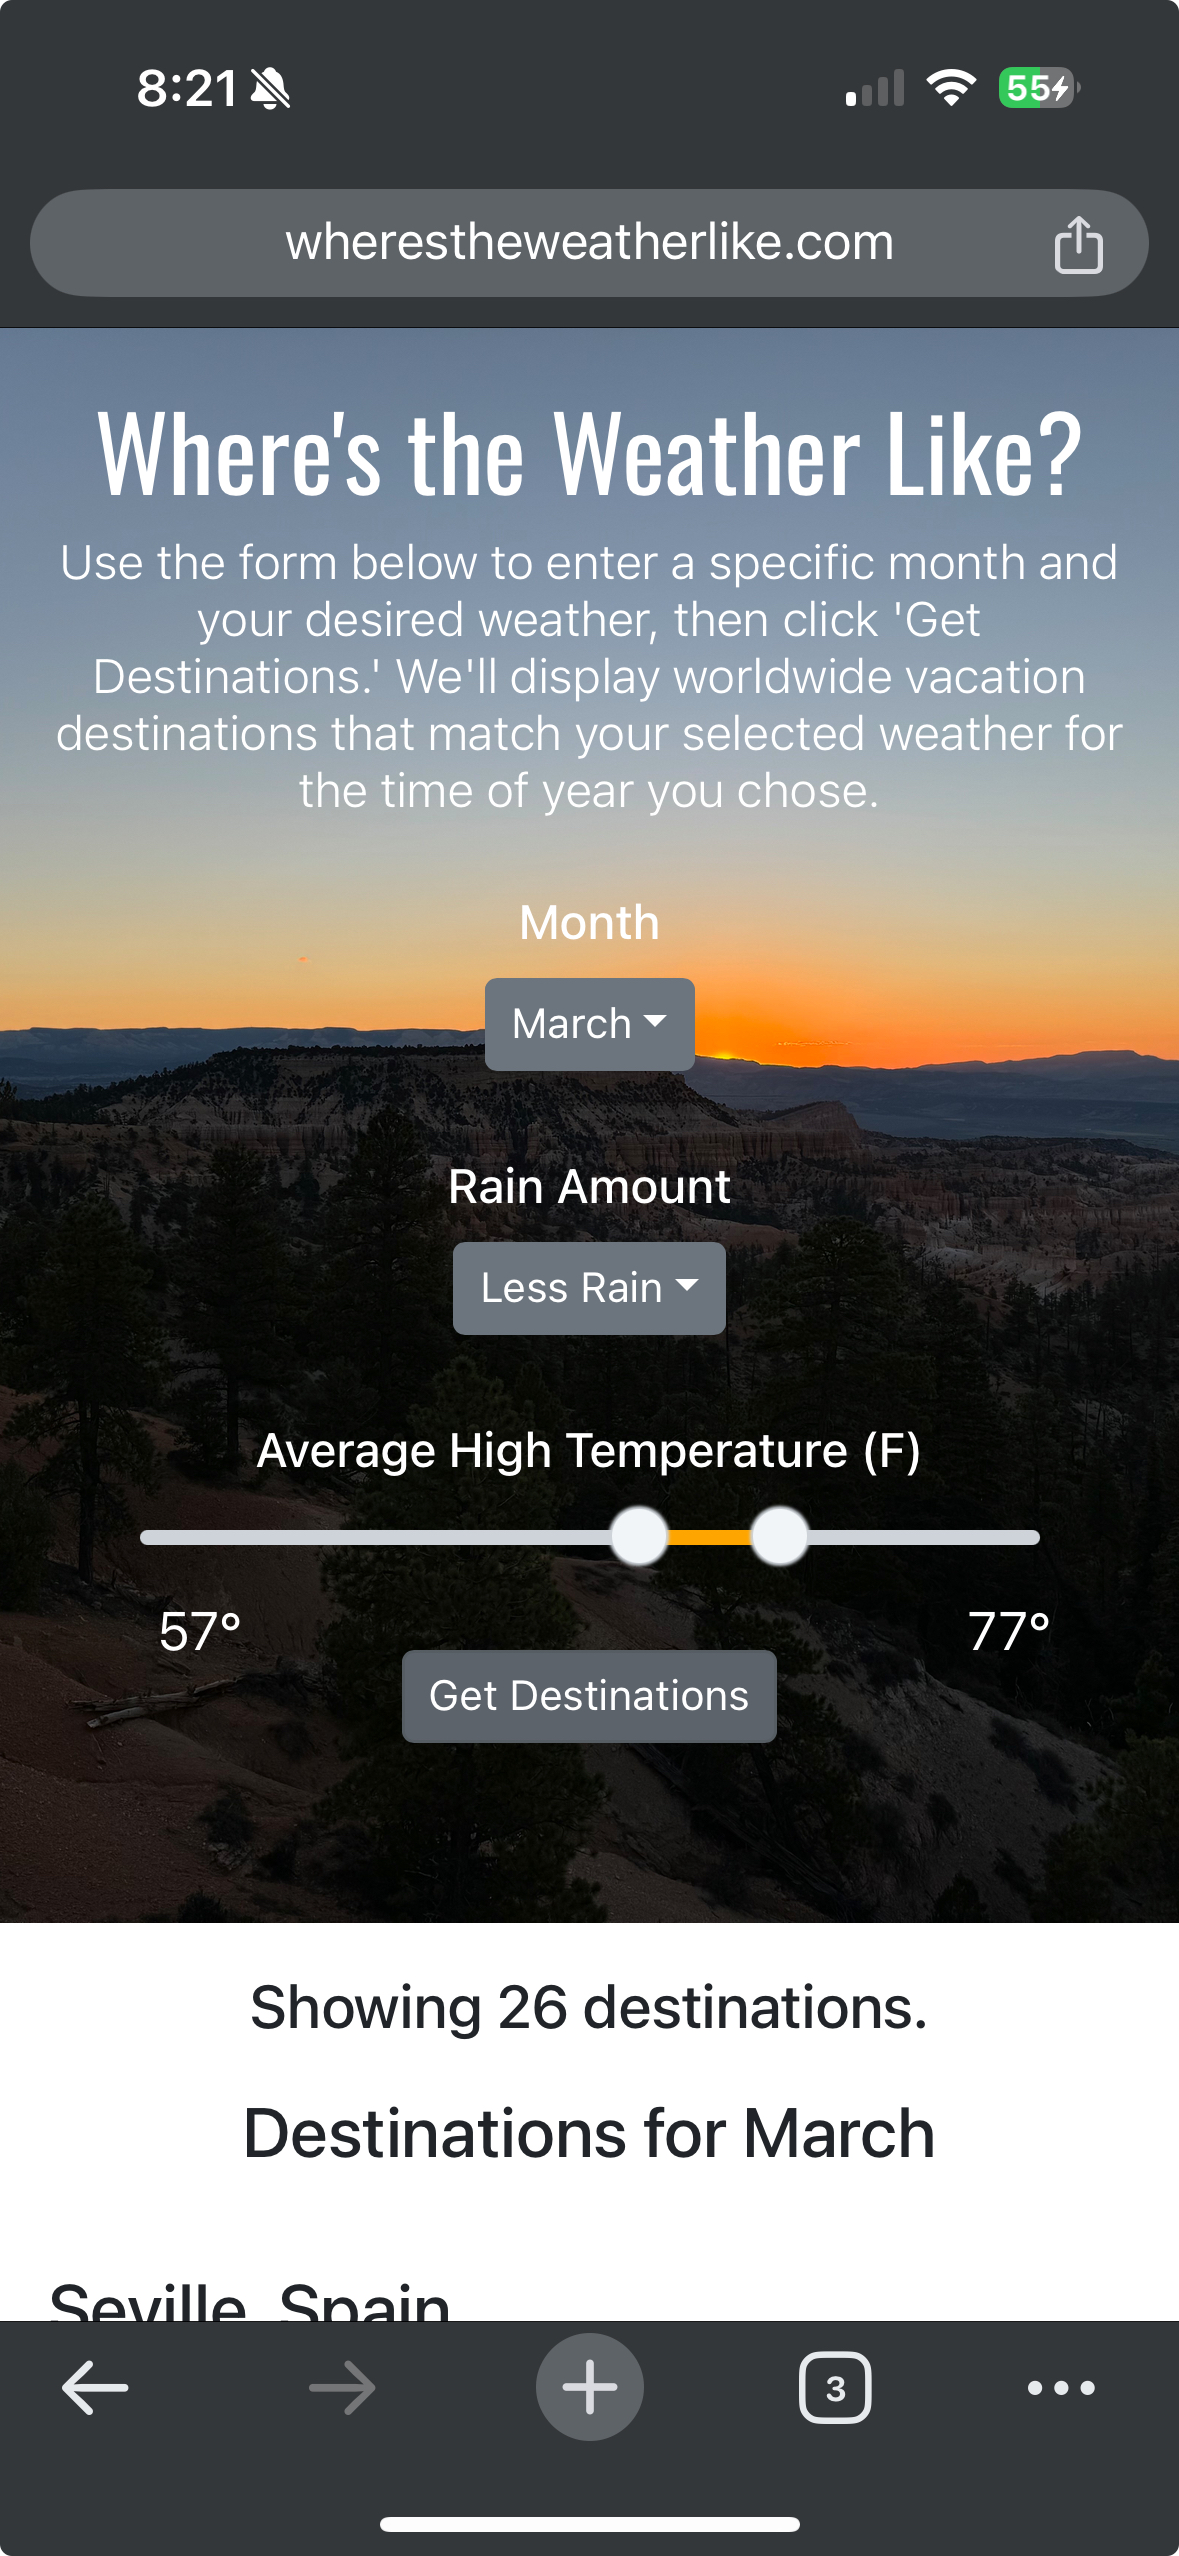 8:21
55
wherestheweatherlike.com
Where's the Weather Like?
Use the form below to enter a specific month and
your desired weather, then click 'Get
Destinations.' We'll display worldwide vacation
destinations that match your selected weather for
the time of year you chose.
Month
March
Rain Amount
Less Rain
Average High Temperature (F)
57° 77°
Get Destinations
Showing 26 destinations.
Destinations for March
Seville, Spain
3